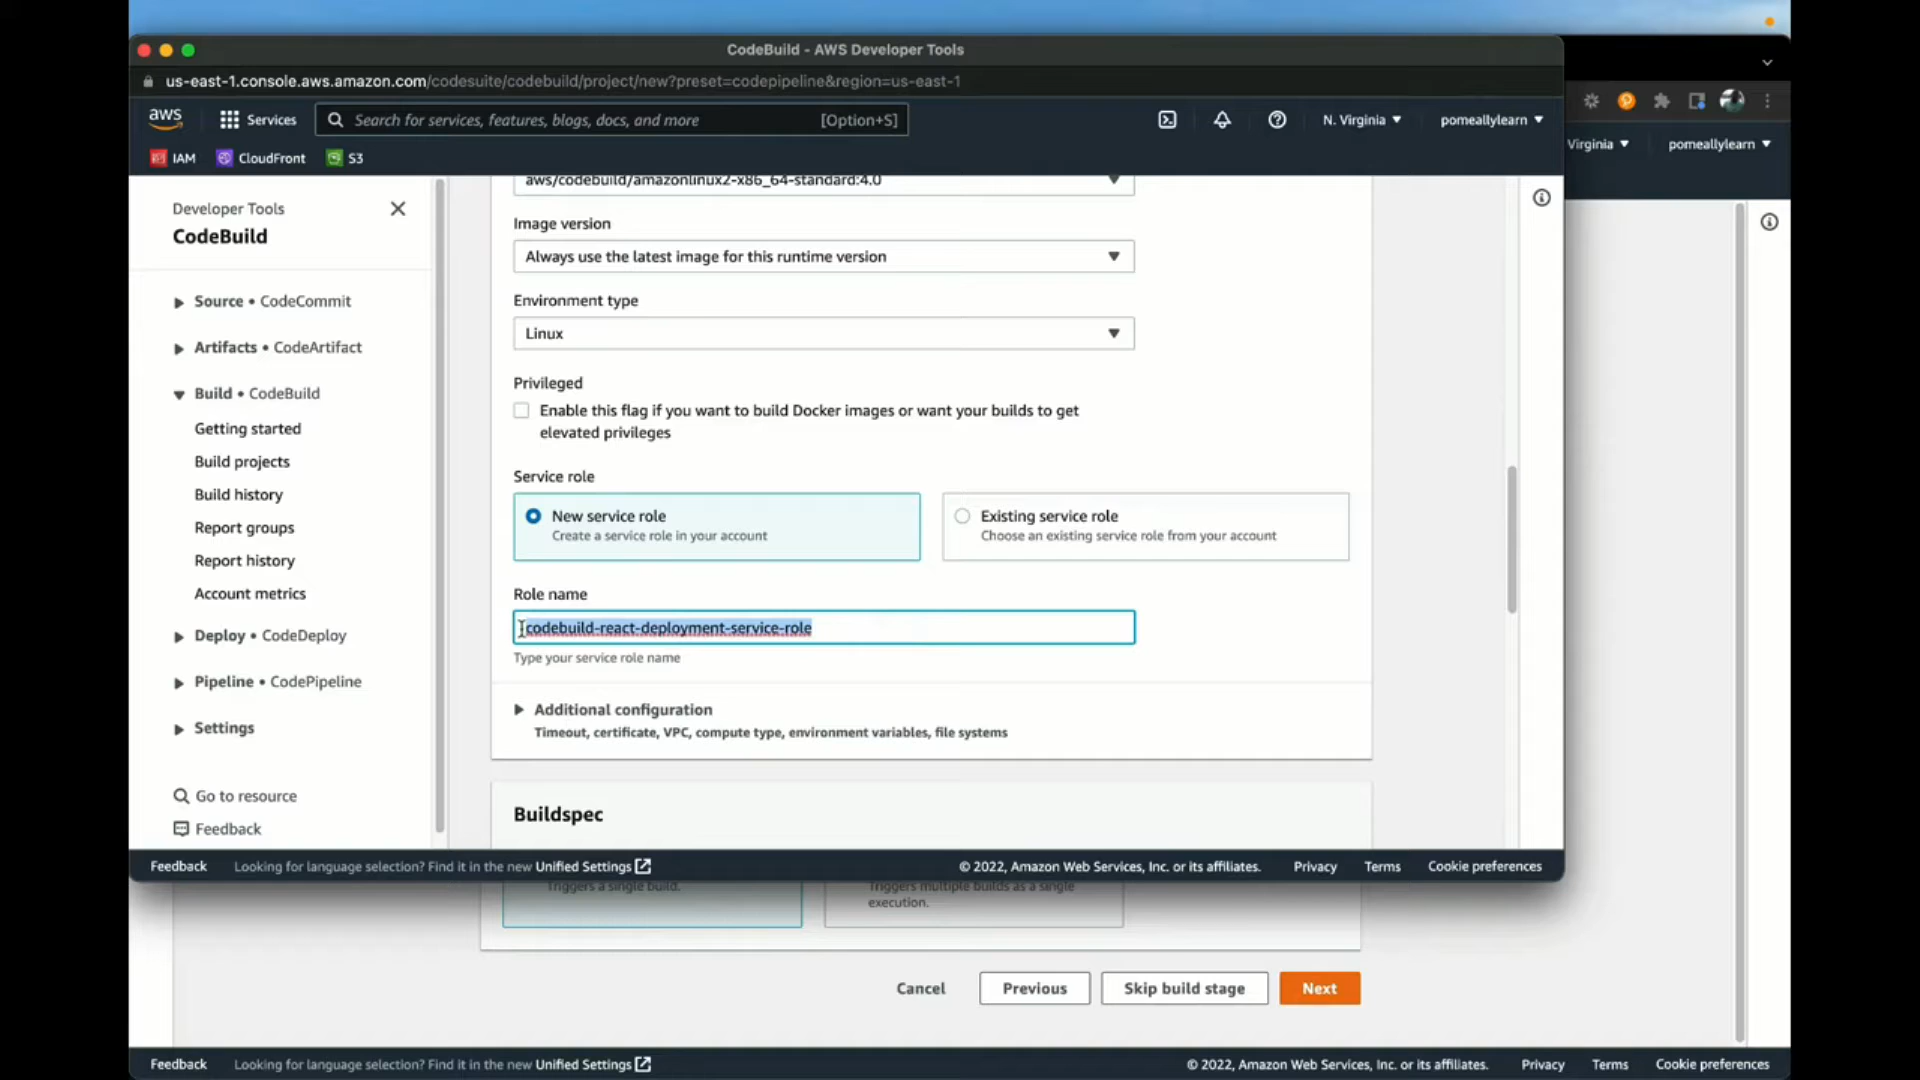 CodeBuild - AWS Developer Tools
us-east-1.console.aws.amazon.com/codesuite/codebuild/project/new?preset=codepipeline&region=us-east-1
aws
Services
Search for services, features, blogs, docs, and more
[Option+S]
N. Virginia
pomeallylearn
Virginia
pomeallylearn
IAM
CloudFront
S3
Developer Tools
CodeBuild
Source • CodeCommit
Artifacts • CodeArtifact
Build • CodeBuild
Getting started
Build projects
Build history
Report groups
Report history
Account metrics
Deploy • CodeDeploy
Pipeline • CodePipeline
Settings
Go to resource
Feedback
aws/codebuild/amazonlinux2-x86_64-standard:4.0
Image version
Always use the latest image for this runtime version
Environment type
Linux
Privileged
Enable this flag if you want to build Docker images or want your builds to get
elevated privileges
Service role
New service role
Create a service role in your account
Existing service role
Choose an existing service role from your account
Role name
codebuild-react-deployment-service-role
Type your service role name
Additional configuration
Timeout, certificate, VPC, compute type, environment variables, file systems
Buildspec
Feedback
Looking for language selection? Find it in the new Unified Settings
© 2022, Amazon Web Services, Inc. or its affiliates.
Privacy
Terms
Cookie preferences
Triggers a single build.
Triggers multiple builds as a single
execution.
Cancel
Previous
Skip build stage
Next
Feedback
Looking for language selection? Find it in the new Unified Settings
© 2022, Amazon Web Services, Inc. or its affiliates.
Privacy
Terms
Cookie preferences